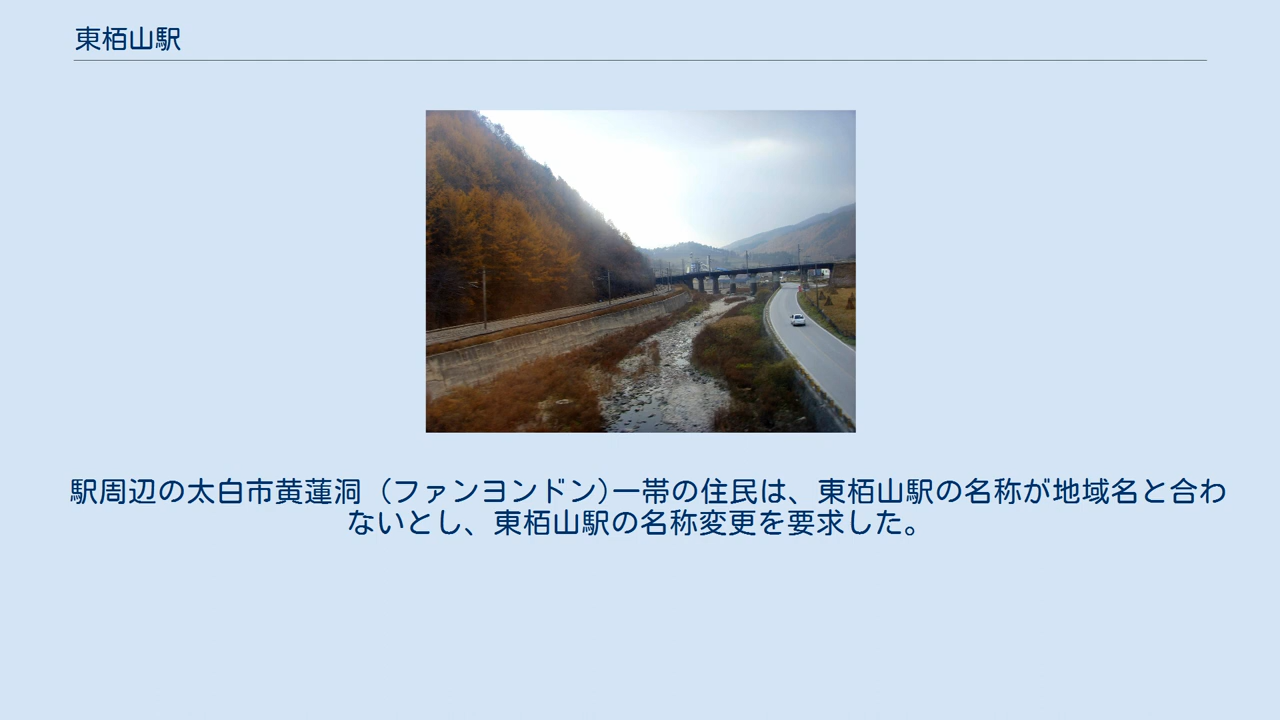 東栢山駅
駅周辺の太白市黄蓮洞（ファンヨンドン）一帯の住民は、東栢山駅の名称が地域名と合わ
ないとし、東栢山駅の名称変更を要求した。